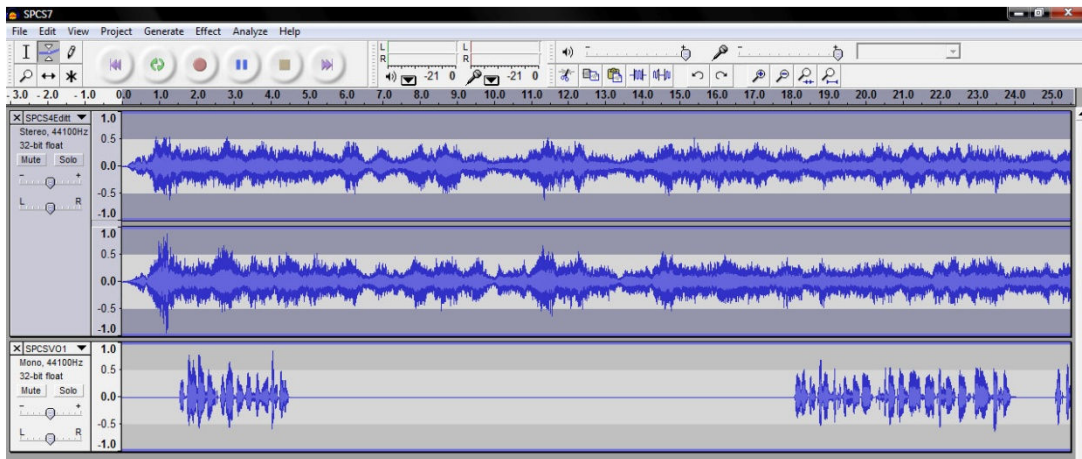 SPCS7
File Edit View Project Generate Effect Analyze Help
L
R
-21 0
L
R
-21 0
- +
- +
- 3.0 - 2.0 - 1.0 0.0 1.0 2.0 3.0 4.0 5.0 6.0 7.0 8.0 9.0 10.0 11.0 12.0 13.0 14.0 15.0 16.0 17.0 18.0 19.0 20.0 21.0 22.0 23.0 24.0 25.0
X SPCS4Editt
Stereo, 44100Hz
32-bit float
Mute Solo
- +
L R
1.0
0.5
0.0
-0.5
-1.0
1.0
0.5
0.0
-0.5
-1.0
X SPCSVO1
Mono, 44100Hz
32-bit float
Mute Solo
- +
L R
1.0
0.5
0.0
-0.5
-1.0